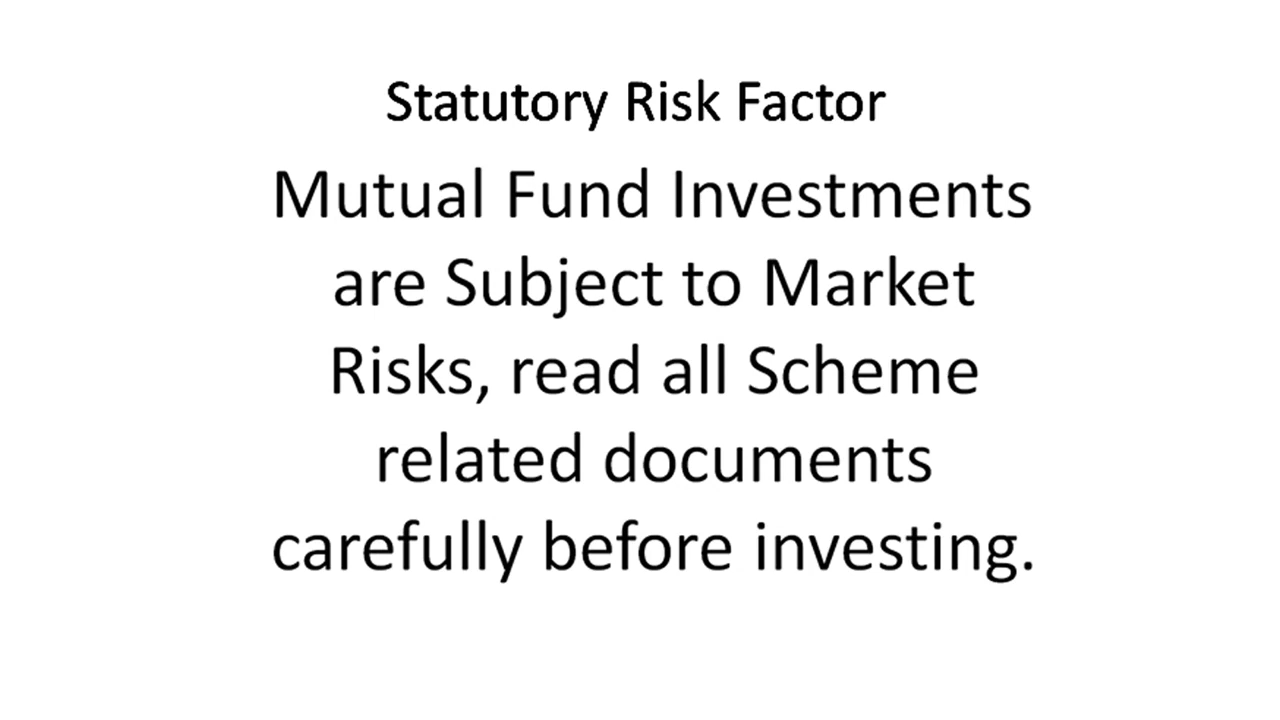 Statutory Risk Factor
Mutual Fund Investments
are Subject to Market
Risks, read all Scheme
related documents
carefully before investing.